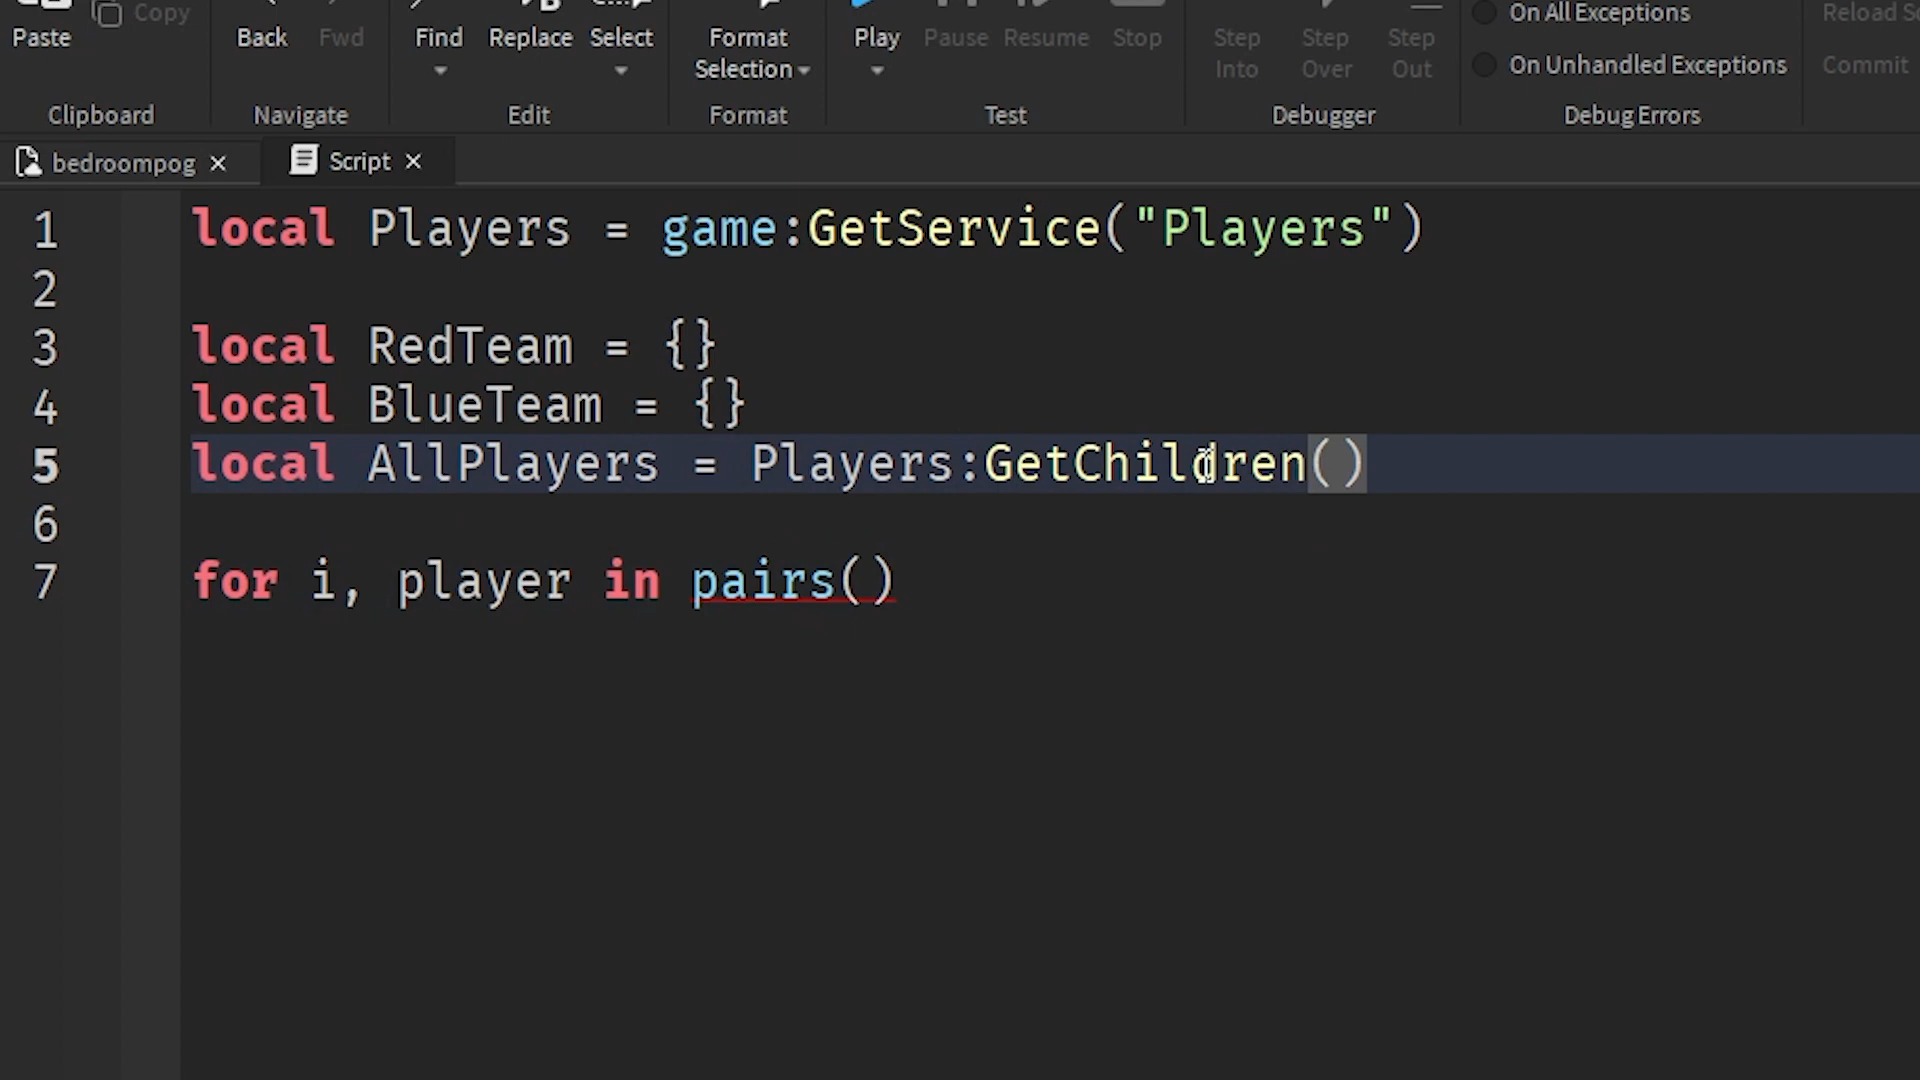 Paste
Copy
Back
Fwd
Find
Replace
Select
Format
Selection
Play
Pause
Resume
Stop
Step
Into
Step
Over
Step
Out
On All Exceptions
On Unhandled Exceptions
Commit
Clipboard
Navigate
Edit
Format
Test
Debugger
Debug Errors
bedroompog
Script
1 local Players = game:GetService("Players")
2
3 local RedTeam = {}
4 local BlueTeam = {}
5 local AllPlayers = Players:GetChildren()
6
7 for i, player in pairs()